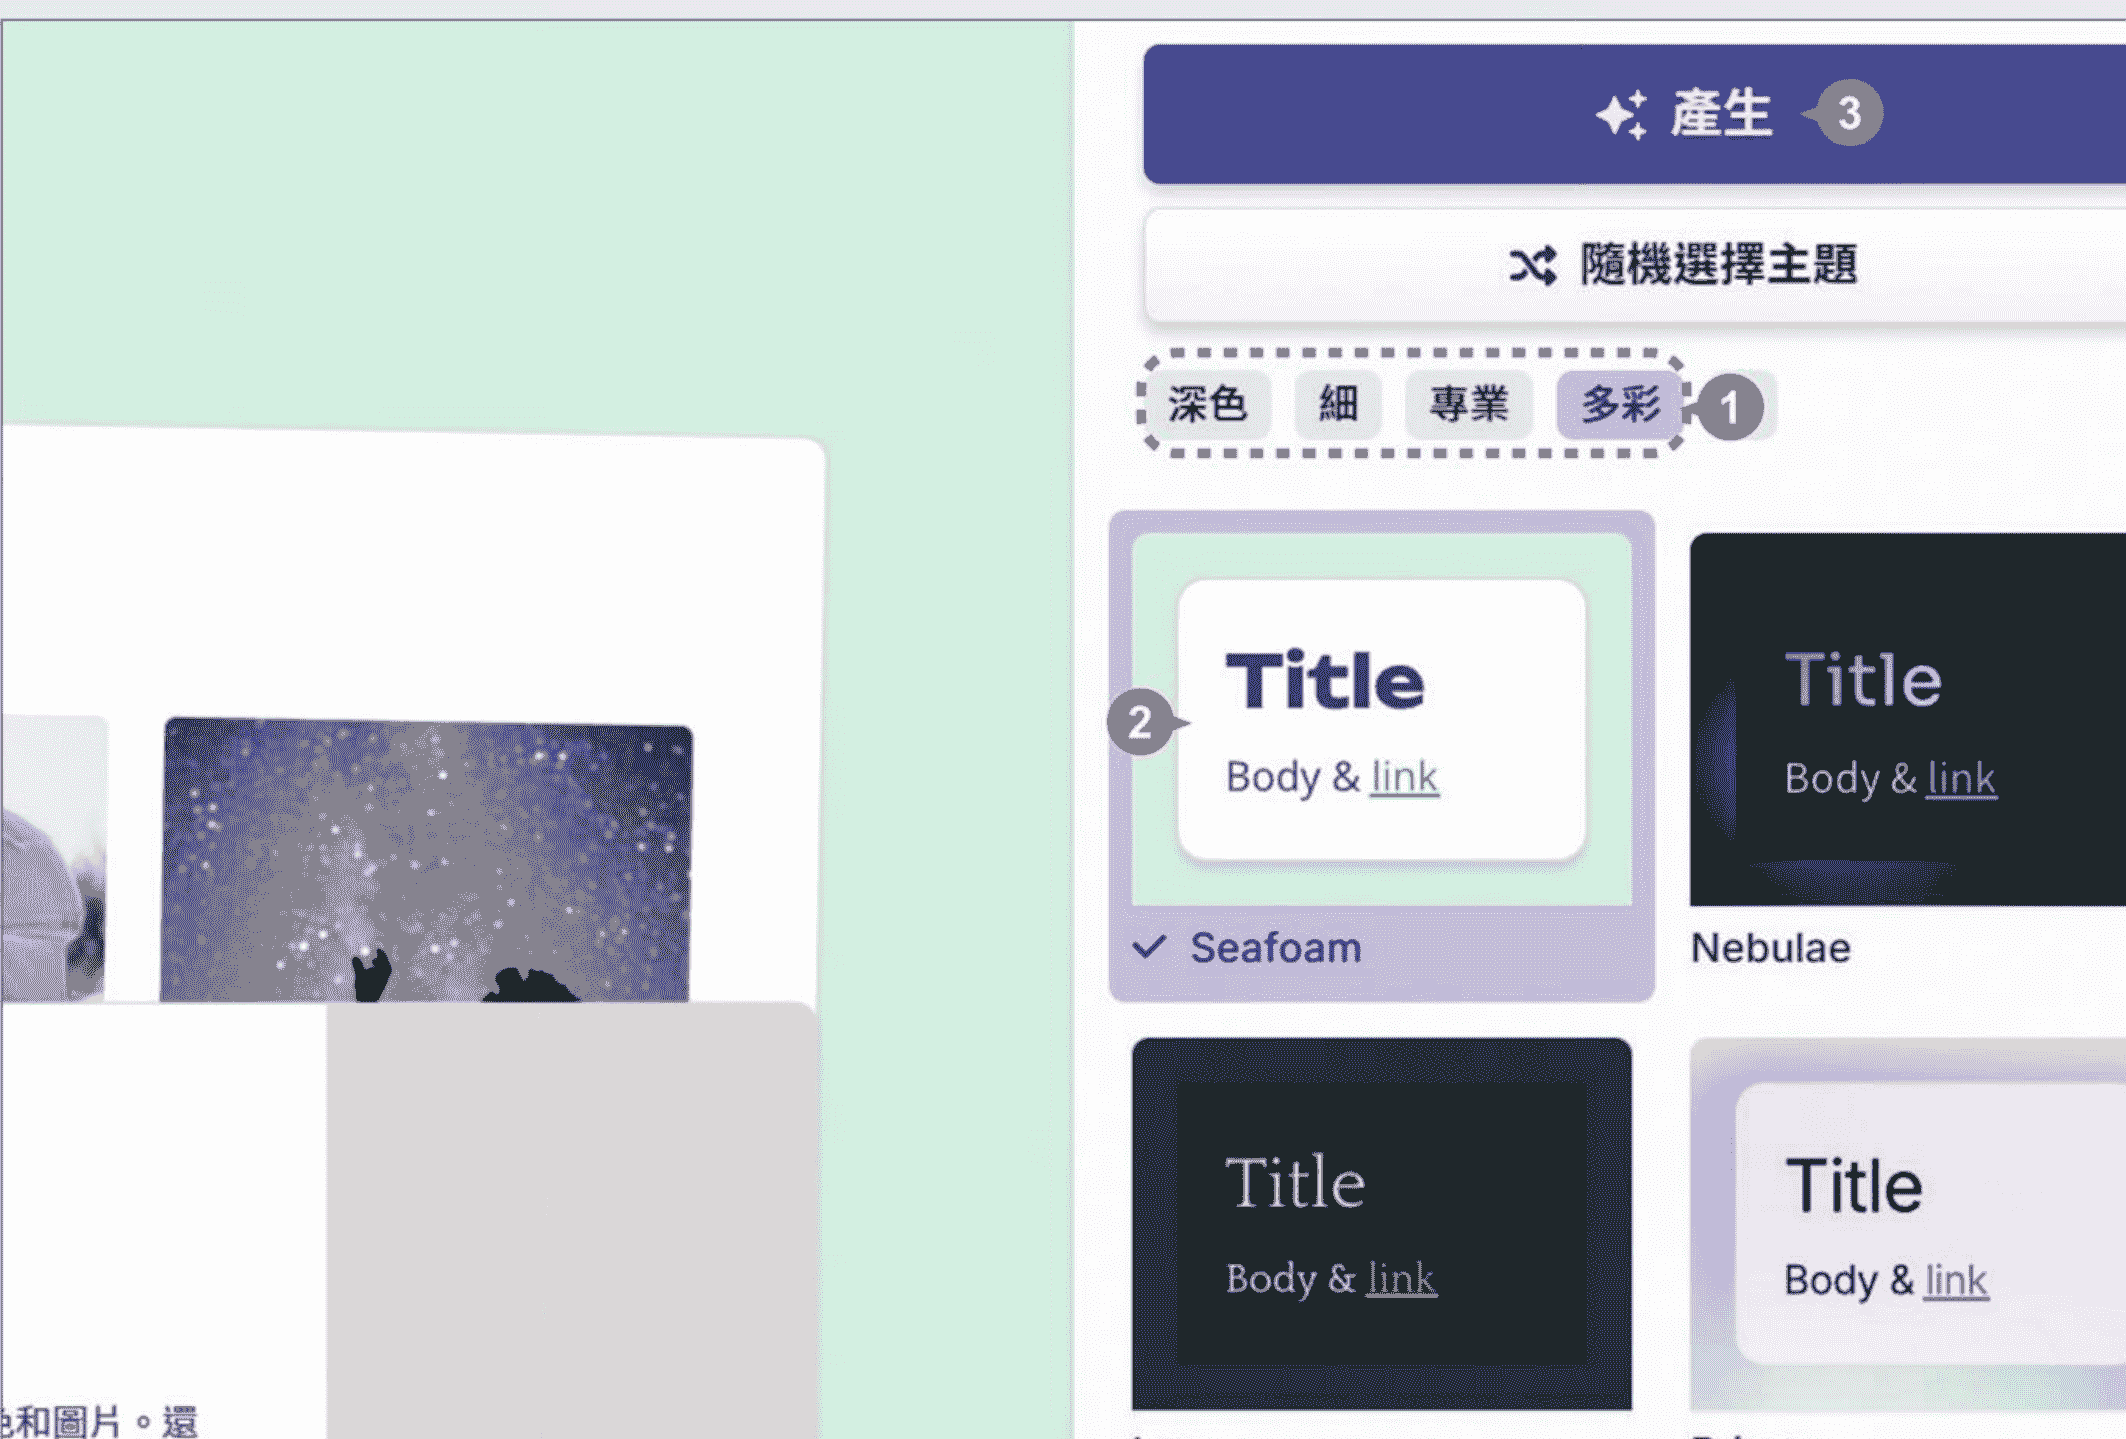 產生 3
隨機選擇主題
深色 細 專業 多彩 1
Title
Body & link
2
Seafoam
Title
Body & link
Nebulae
Title
Body & link
Title
Body & link
和圖片。還